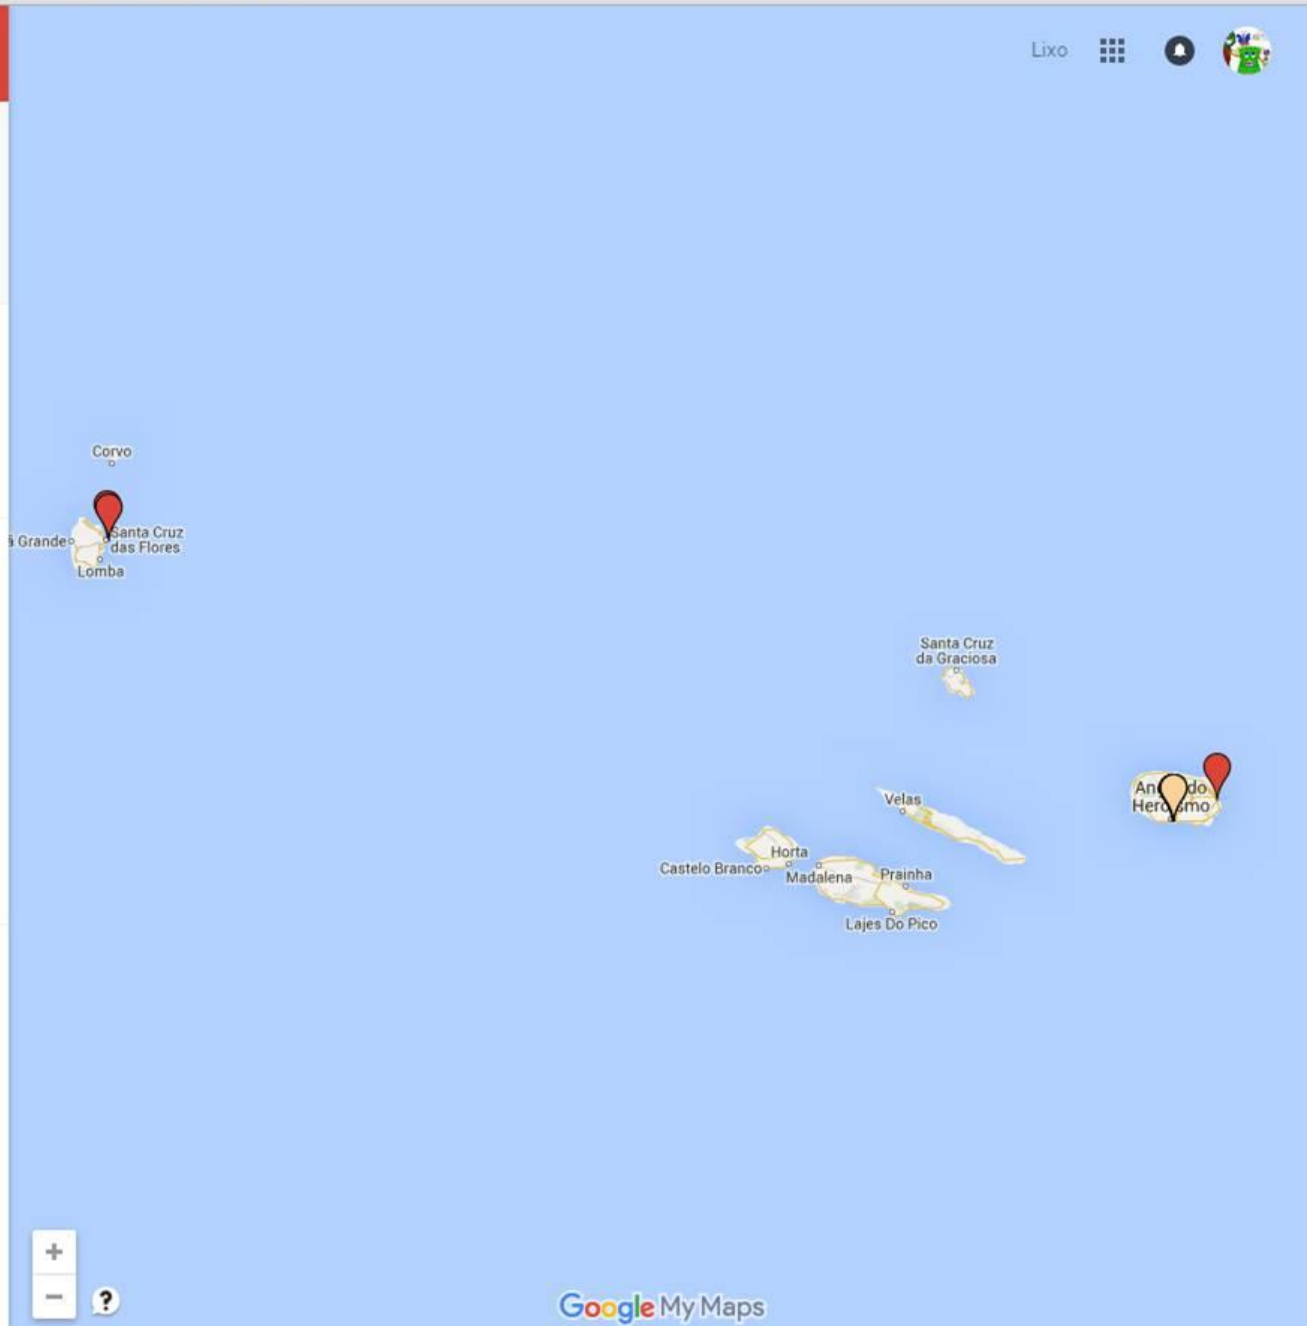 Lixo
Corvo
Santa Cruz
das Flores
ã Grande
Lomba
Santa Cruz
da Graciosa
Velas
Horta
Castelo Branco
Madalena
Prainha
Lajes Do Pico
+
−
?
Google My Maps